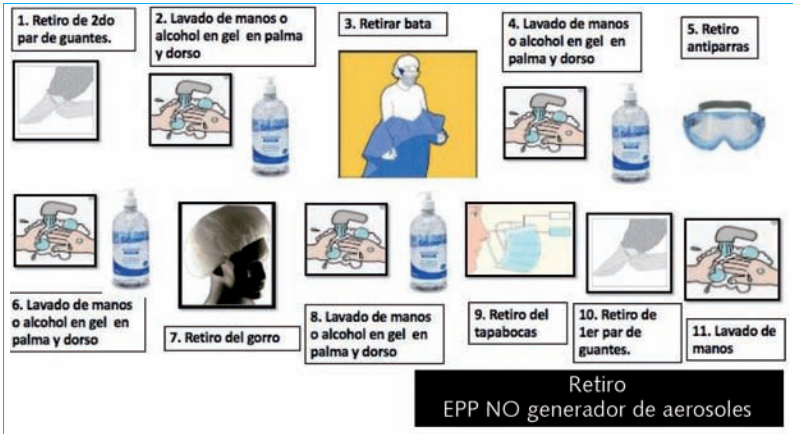 1. Retiro de 2do
par de guantes.
2. Lavado de manos o
alcohol en gel en palma
y dorso
3. Retirar bata
4. Lavado de manos
o alcohol en gel en
palma y dorso
5. Retiro
antiparras
6. Lavado de manos
o alcohol en gel en
palma y dorso
7. Retiro del gorro
8. Lavado de manos
o alcohol en gel en
palma y dorso
9. Retiro del
tapabocas
10. Retiro de
1er par de
guantes.
11. Lavado de
manos
Retiro
EPP NO generador de aerosoles